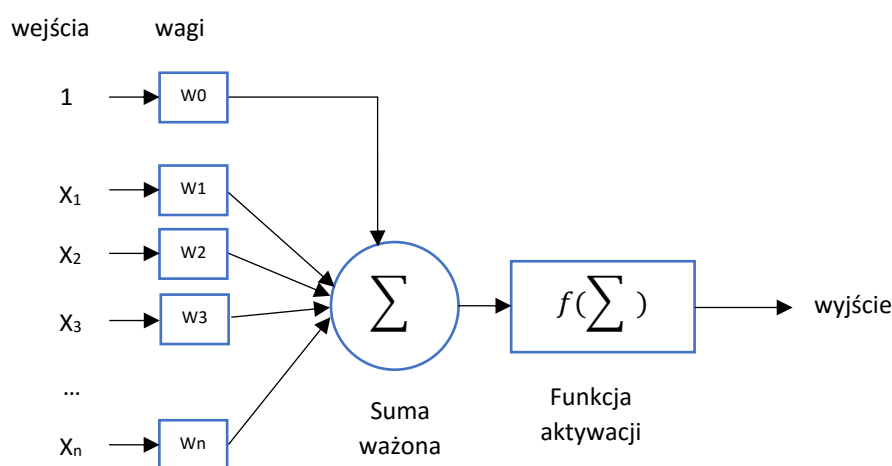 wejścia wagi
1 W0
X₁ W1
X₂ W2
X₃ W3
∑ f(∑ ) wyjście
...
Xₙ Wn
Suma
ważona
Funkcja
aktywacji